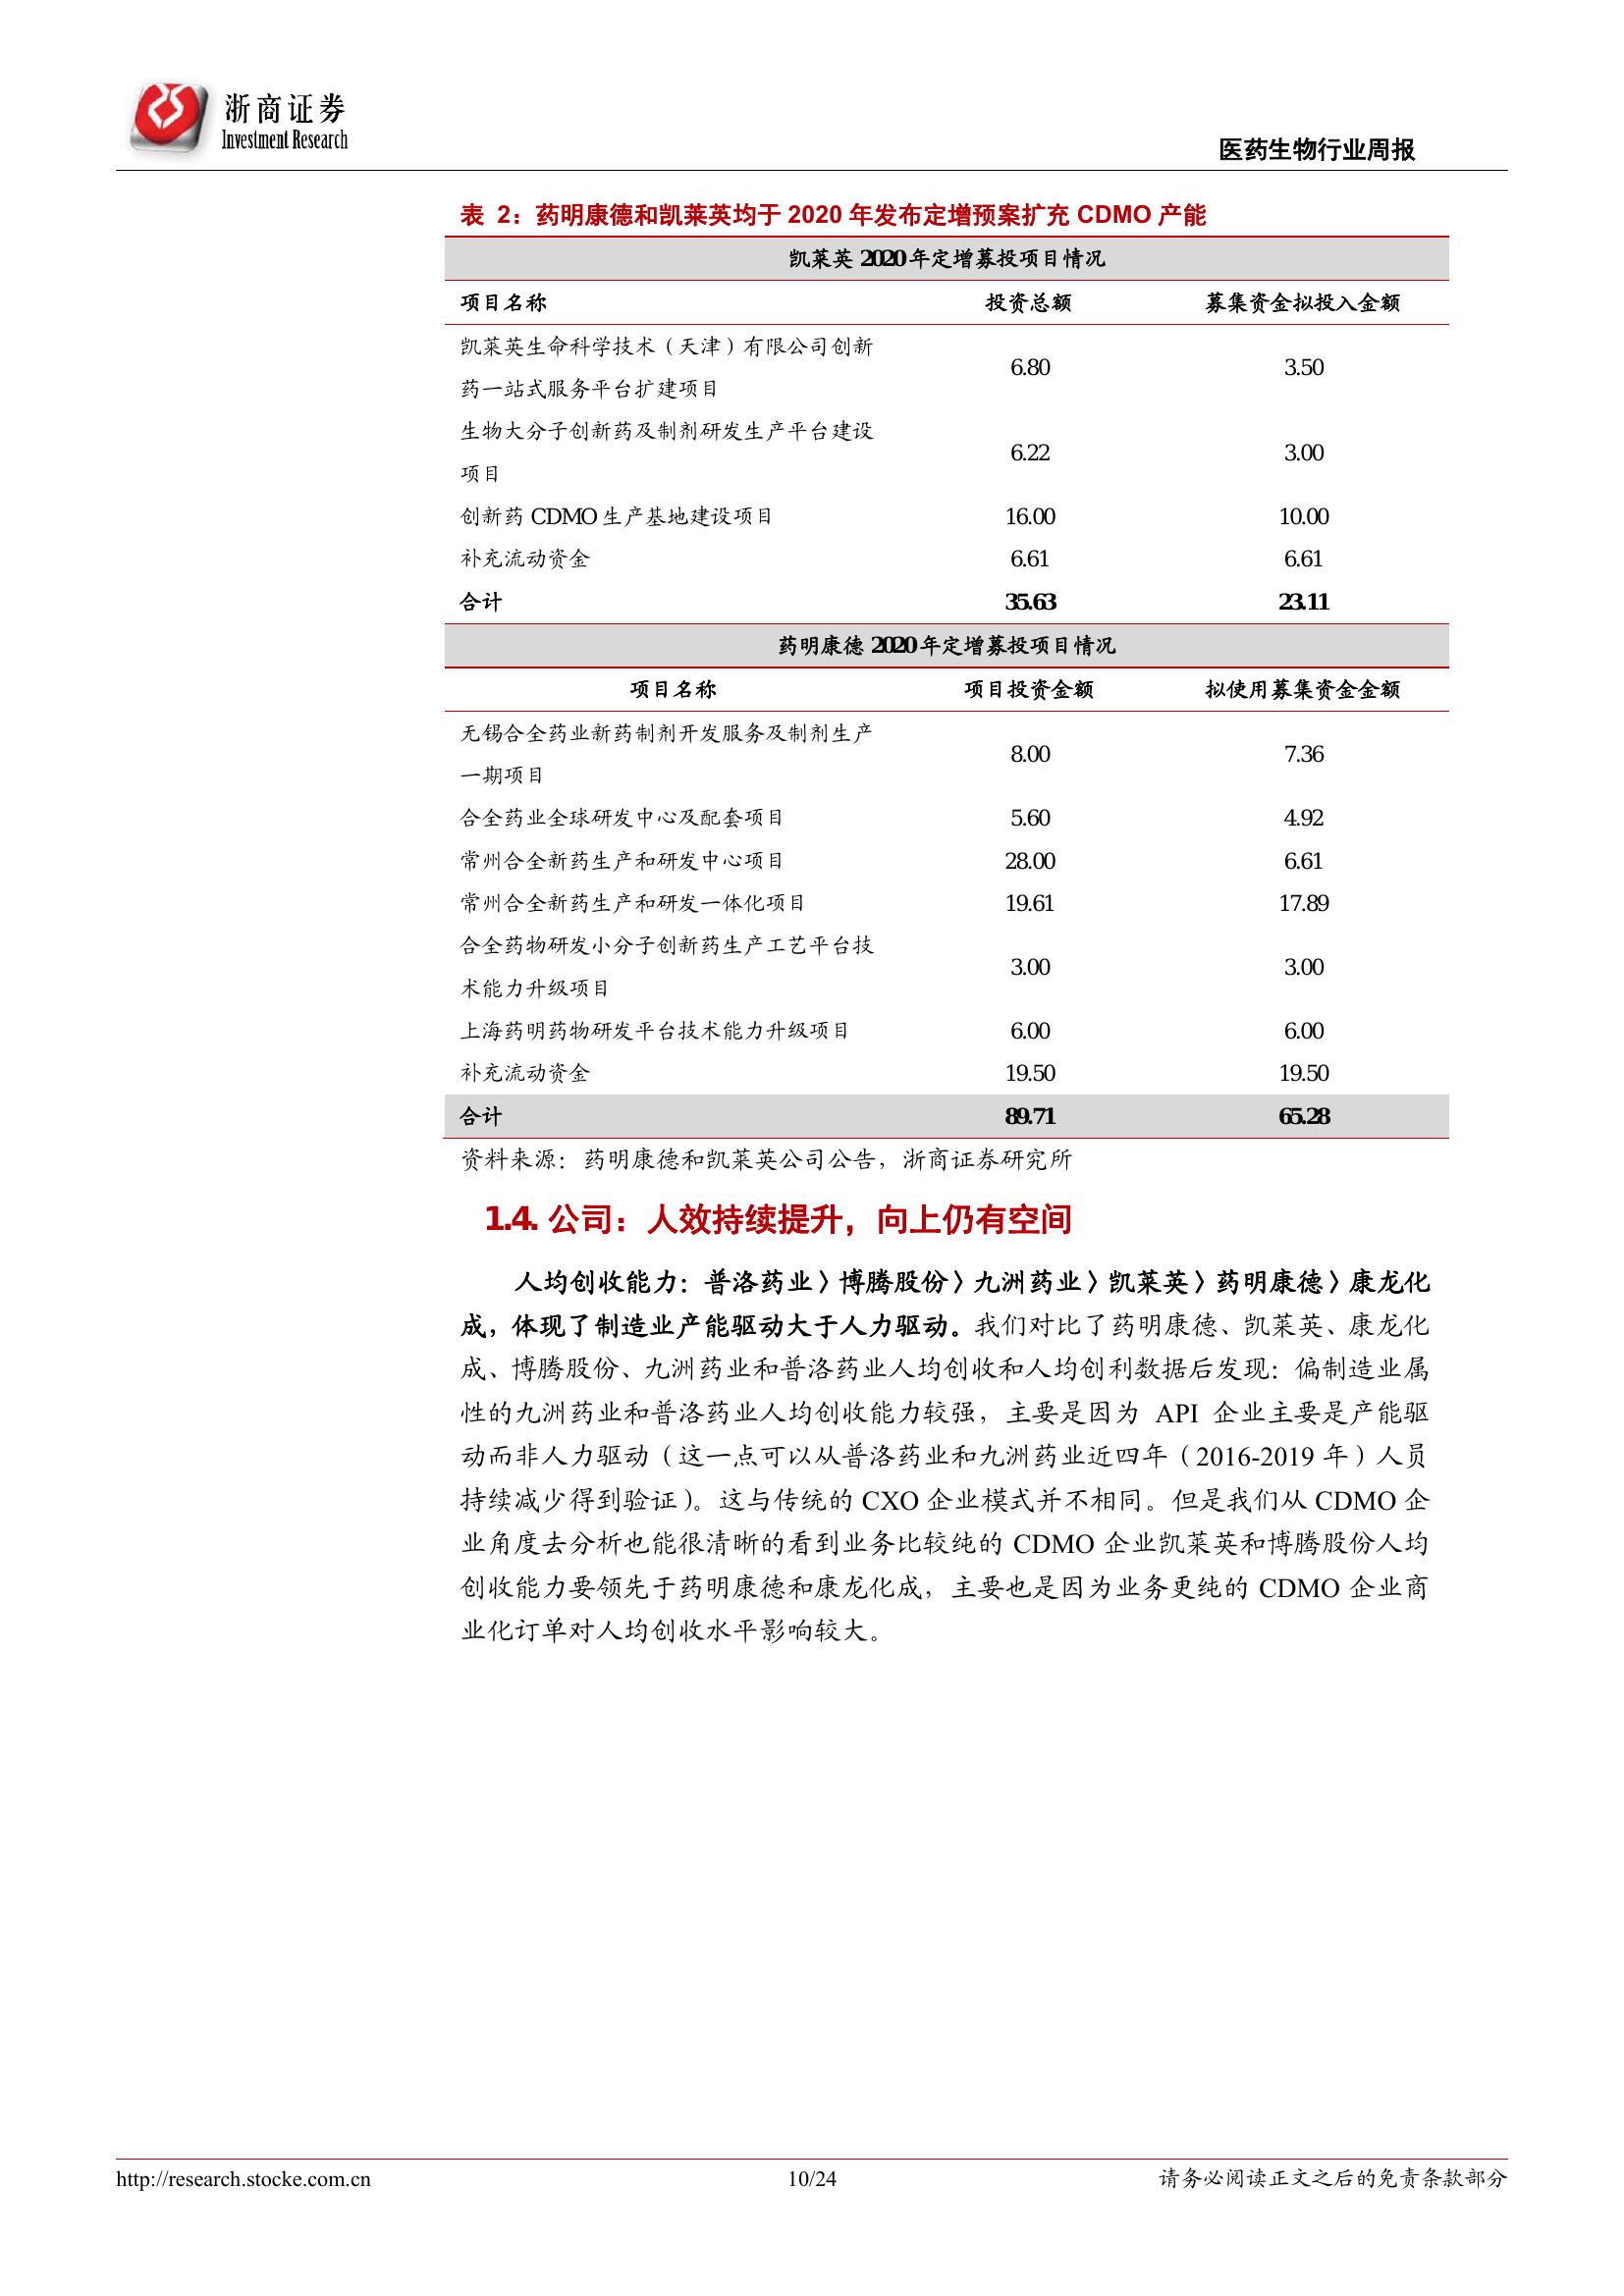 浙商证券
Investment Research
医药生物行业周报
表 2：药明康德和凯莱英均于 2020 年发布定增预案扩充 CDMO 产能
凯莱英 2020 年定增募投项目情况
项目名称 投资总额 募集资金拟投入金额
凯莱英生命科学技术（天津）有限公司创新
药一站式服务平台扩建项目
6.80 3.50
生物大分子创新药及制剂研发生产平台建设
项目
6.22 3.00
创新药 CDMO 生产基地建设项目 16.00 10.00
补充流动资金 6.61 6.61
合计 35.63 23.11
药明康德 2020 年定增募投项目情况
项目名称 项目投资金额 拟使用募集资金金额
无锡合全药业新药制剂开发服务及制剂生产
一期项目
8.00 7.36
合全药业全球研发中心及配套项目 5.60 4.92
常州合全新药生产和研发中心项目 28.00 6.61
常州合全新药生产和研发一体化项目 19.61 17.89
合全药物研发小分子创新药生产工艺平台技
术能力升级项目
3.00 3.00
上海药明药物研发平台技术能力升级项目 6.00 6.00
补充流动资金 19.50 19.50
合计 89.71 65.28
资料来源：药明康德和凯莱英公司公告，浙商证券研究所
1.4. 公司：人效持续提升，向上仍有空间
人均创收能力：普洛药业〉博腾股份〉九洲药业〉凯莱英〉药明康德〉康龙化
成，体现了制造业产能驱动大于人力驱动。我们对比了药明康德、凯莱英、康龙化
成、博腾股份、九洲药业和普洛药业人均创收和人均创利数据后发现：偏制造业属
性的九洲药业和普洛药业人均创收能力较强，主要是因为 API 企业主要是产能驱
动而非人力驱动（这一点可以从普洛药业和九洲药业近四年（2016-2019 年）人员
持续减少得到验证）。这与传统的 CXO 企业模式并不相同。但是我们从 CDMO 企
业角度去分析也能很清晰的看到业务比较纯的 CDMO 企业凯莱英和博腾股份人均
创收能力要领先于药明康德和康龙化成，主要也是因为业务更纯的 CDMO 企业商
业化订单对人均创收水平影响较大。
http://research.stocke.com.cn 10/24 请务必阅读正文之后的免责条款部分